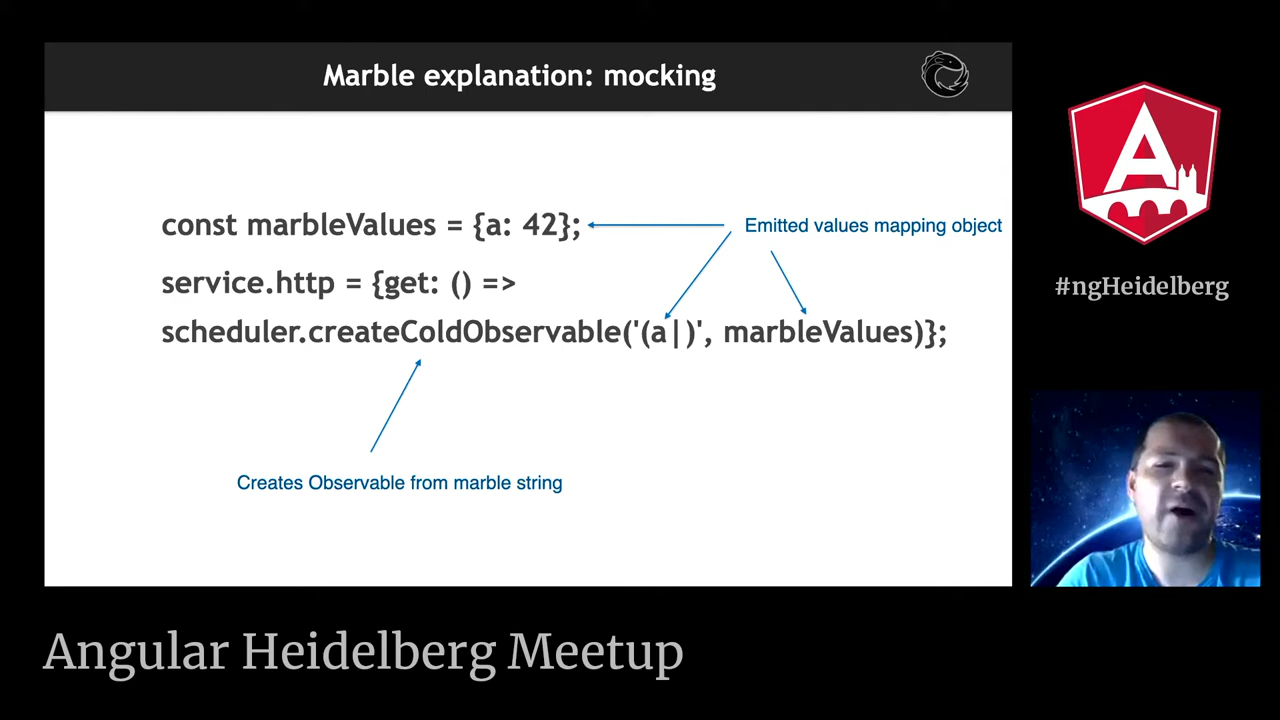 Marble explanation: mocking
const marbleValues = {a: 42};
Emitted values mapping object
service.http = {get: () =>
scheduler.createColdObservable('(a|)', marbleValues)};
Creates Observable from marble string
A
#ngHeidelberg
Angular Heidelberg Meetup